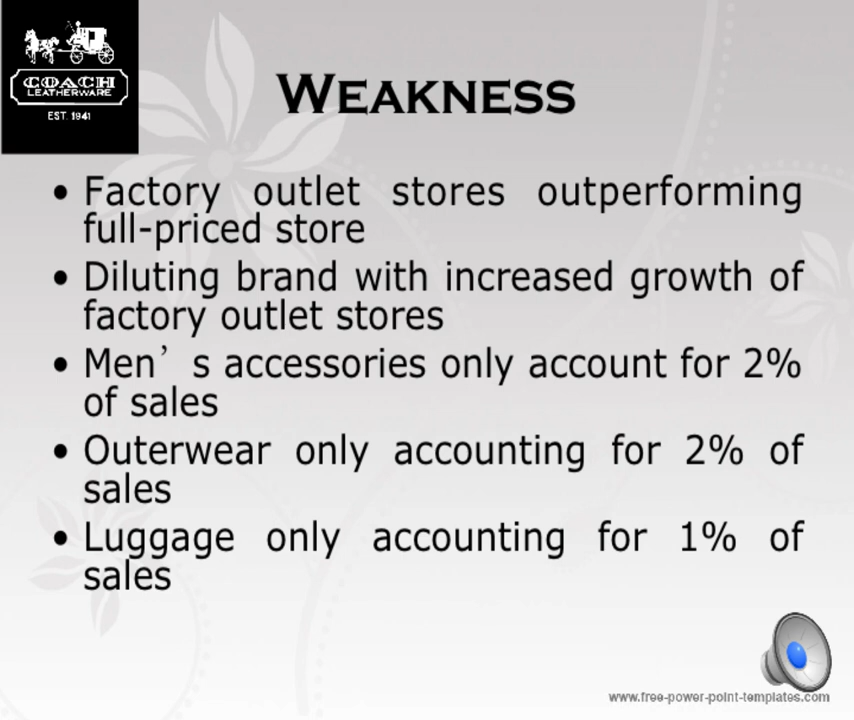 COACH
LEATHERWARE
EST. 1941
WEAKNESS
• Factory outlet stores outperforming
full-priced store
• Diluting brand with increased growth of
factory outlet stores
• Men’s accessories only account for 2%
of sales
• Outerwear only accounting for 2% of
sales
• Luggage only accounting for 1% of
sales
www.free-power-point-templates.com